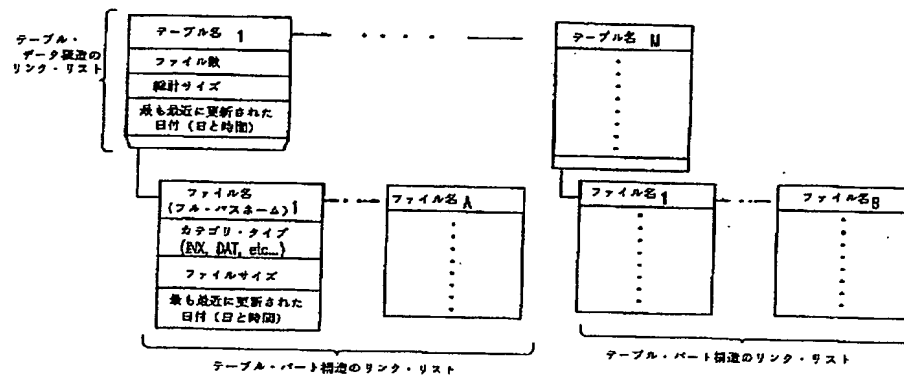 テーブル・
データ構造の
リンク・リスト
テーブル名 1
ファイル数
総計サイズ
最も最近に更新された
日付(日と時間)
テーブル名 N
ファイル名
(フル・パスネーム) 1
カテゴリ・タイプ
(INX, DAT, etc...)
ファイルサイズ
最も最近に更新された
日付(日と時間)
ファイル名 A
ファイル名 1
ファイル名 B
テーブル・パート構造のリンク・リスト
テーブル・パート構造のリンク・リスト